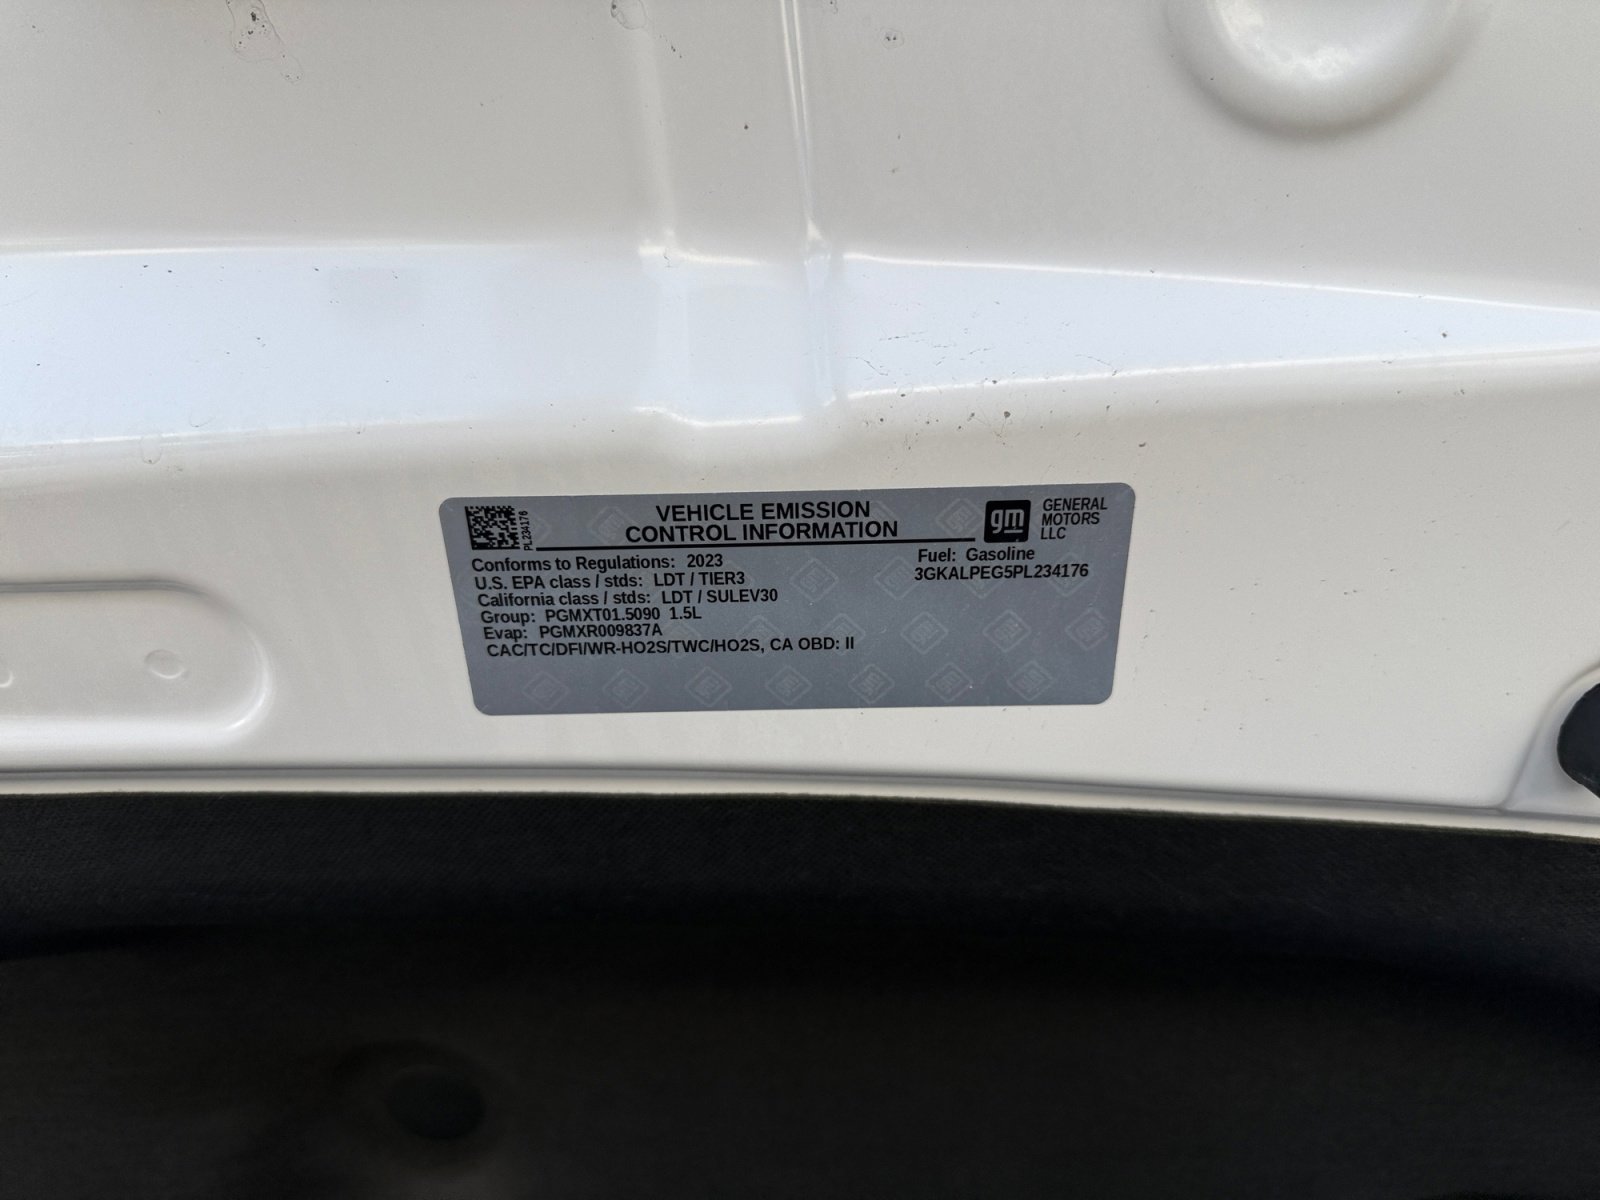 PL234176
VEHICLE EMISSION
CONTROL INFORMATION
gm
GENERAL
MOTORS
LLC
Conforms to Regulations: 2023
Fuel: Gasoline
U.S. EPA class / stds: LDT / TIER3
3GKALPEG5PL234176
California class / stds: LDT / SULEV30
Group: PGMXT01.5090 1.5L
Evap: PGMXR009837A
CAC/TC/DFI/WR-HO2S/TWC/HO2S, CA OBD: II